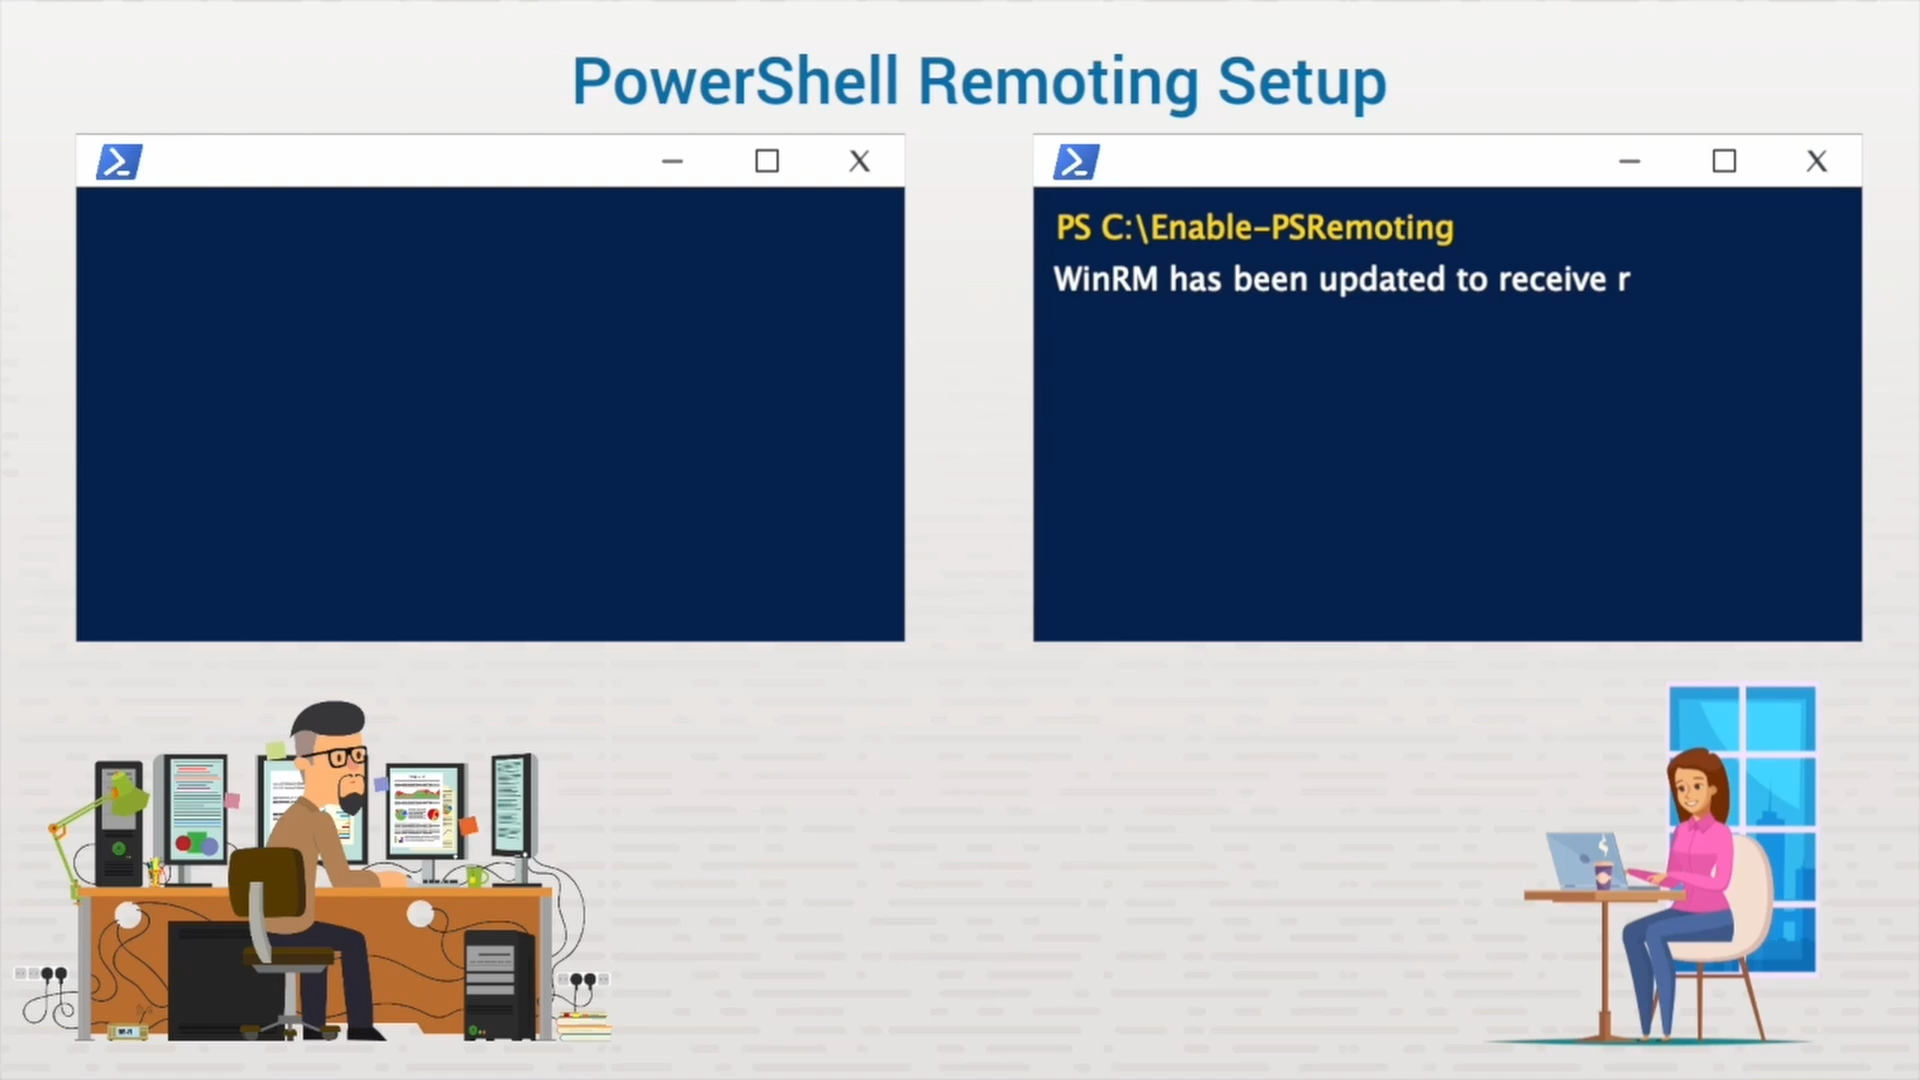 PowerShell Remoting Setup
PS C:\Enable-PSRemoting
WinRM has been updated to receive r